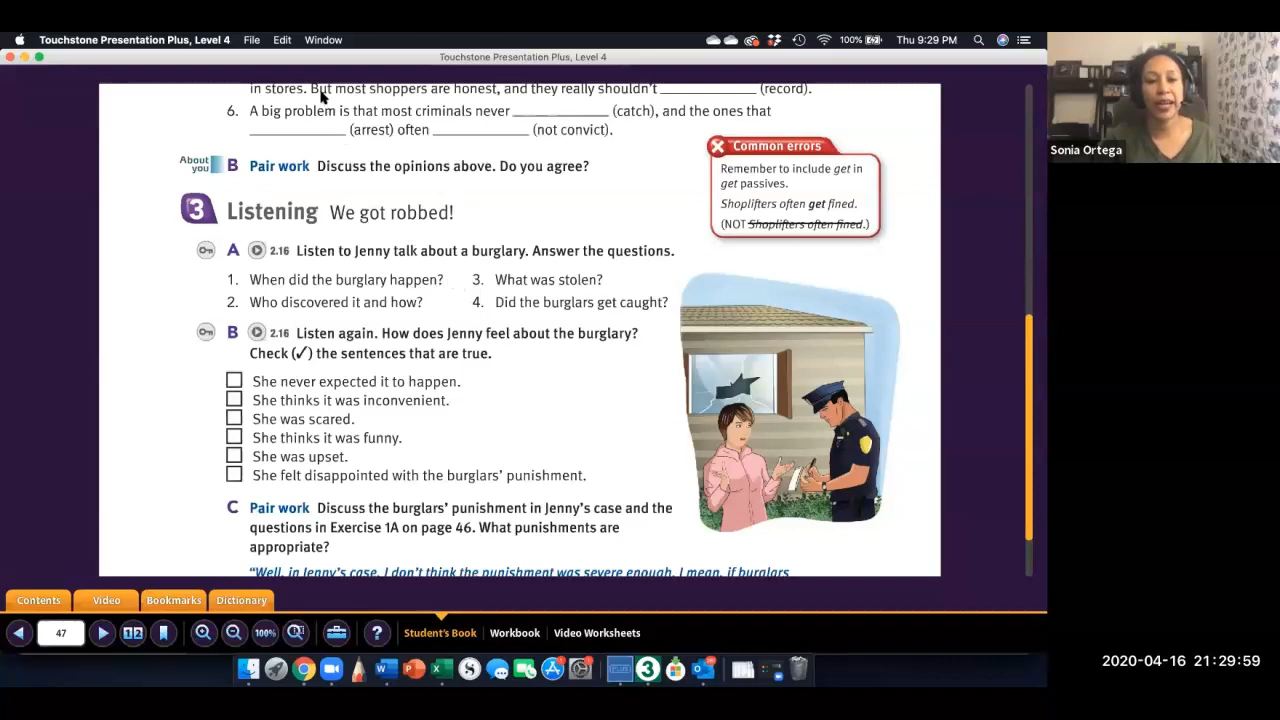 Touchstone Presentation Plus, Level 4 File Edit Window 100% Thu 9:29 PM
Touchstone Presentation Plus, Level 4
in stores. But most shoppers are honest, and they really shouldn't ____________ (record).
6. A big problem is that most criminals never ____________ (catch), and the ones that
____________ (arrest) often ____________ (not convict).
About you B Pair work Discuss the opinions above. Do you agree?
Common errors
Remember to include get in
get passives.
Shoplifters often get fined.
(NOT Shoplifters often fined.)
3 Listening We got robbed!
A 2.16 Listen to Jenny talk about a burglary. Answer the questions.
1. When did the burglary happen? 3. What was stolen?
2. Who discovered it and how? 4. Did the burglars get caught?
B 2.16 Listen again. How does Jenny feel about the burglary?
Check (✓) the sentences that are true.
She never expected it to happen.
She thinks it was inconvenient.
She was scared.
She thinks it was funny.
She was upset.
She felt disappointed with the burglars' punishment.
C Pair work Discuss the burglars' punishment in Jenny's case and the
questions in Exercise 1A on page 46. What punishments are
appropriate?
"Well, in Jenny's case, I don't think the punishment was severe enough. I mean, if burglars
Contents Video Bookmarks Dictionary
47 12 100% ? Student's Book Workbook Video Worksheets
Sonia Ortega
2020-04-16 21:29:59